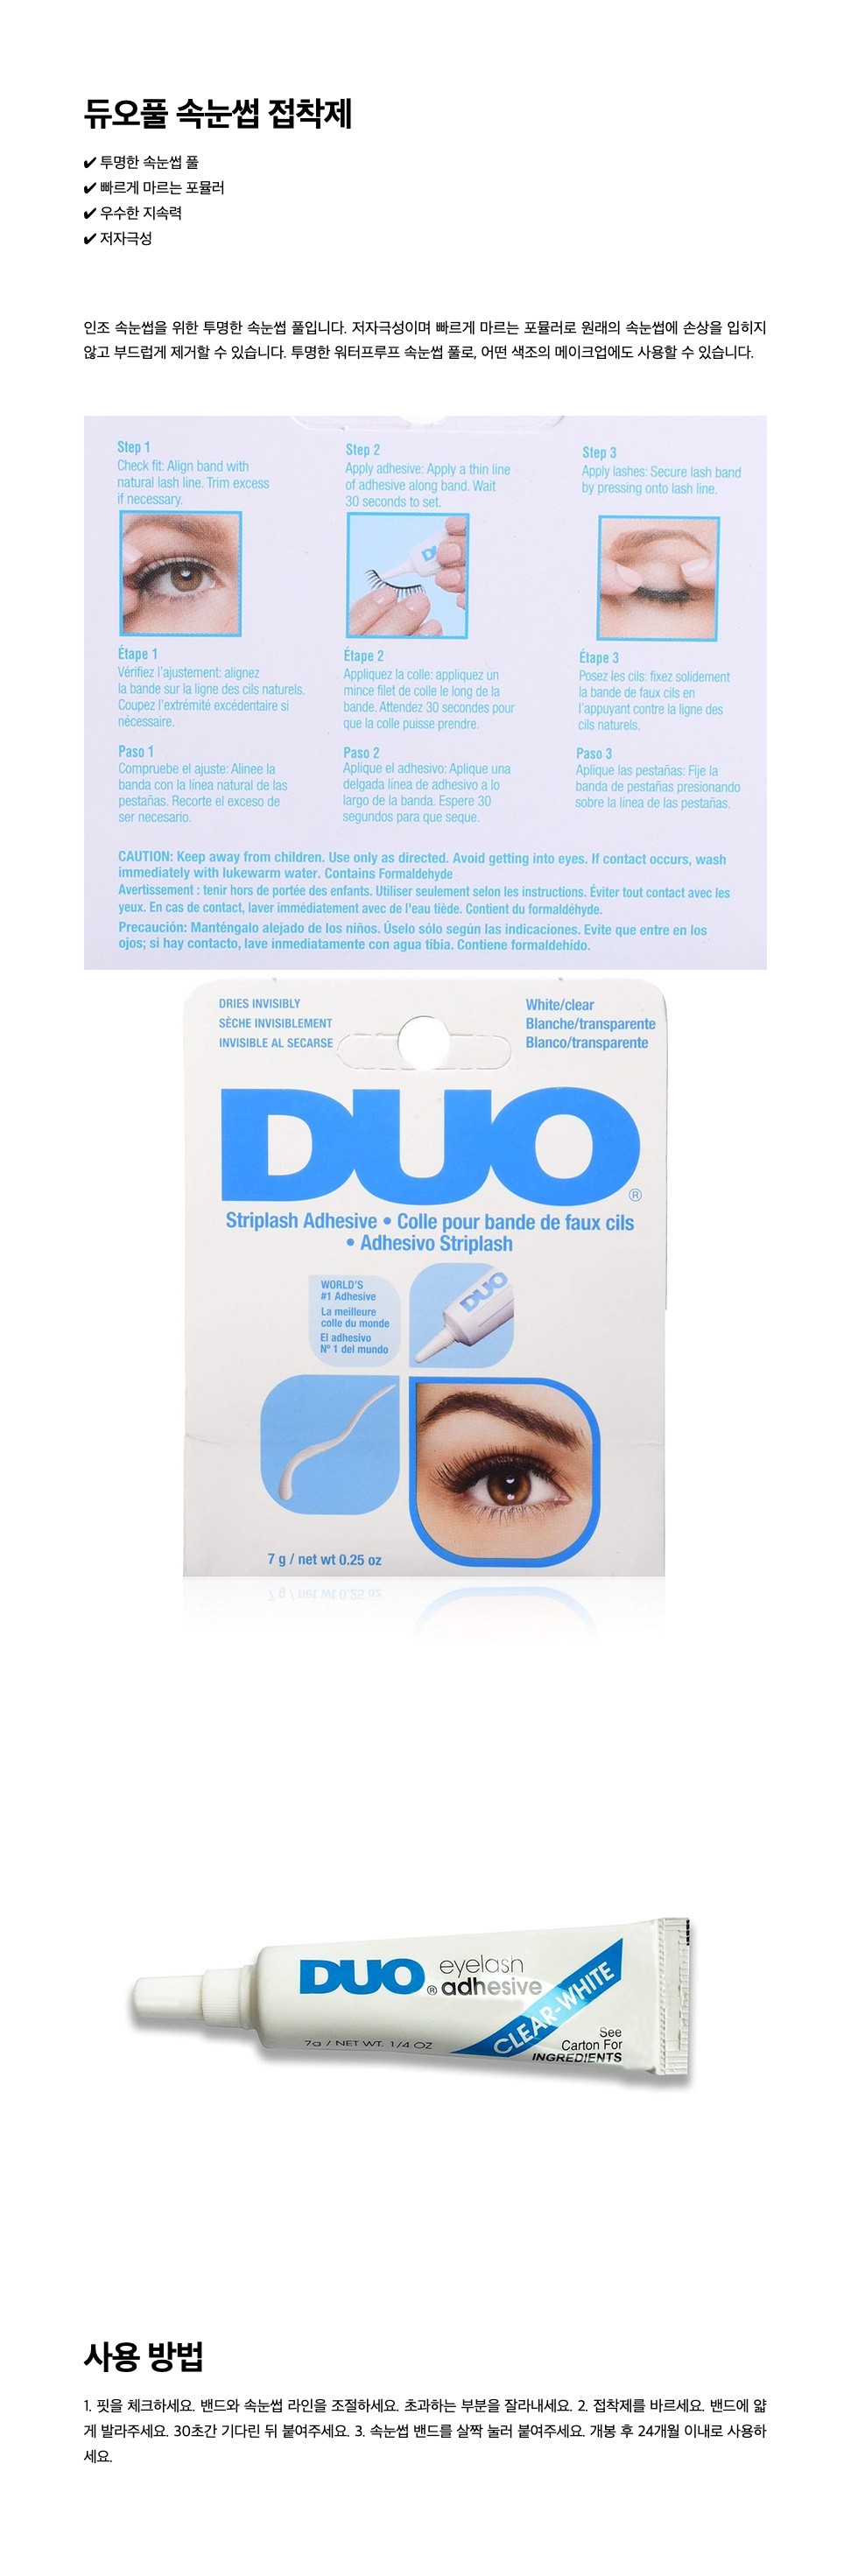 듀오풀 속눈썹 접착제
✔ 투명한 속눈썹 풀
✔ 빠르게 마르는 포뮬러
✔ 우수한 지속력
✔ 저자극성
인조 속눈썹을 위한 투명한 속눈썹 풀입니다. 저자극성이며 빠르게 마르는 포뮬러로 원래의 속눈썹에 손상을 입히지
않고 부드럽게 제거할 수 있습니다. 투명한 워터프루프 속눈썹 풀로, 어떤 색조의 메이크업에도 사용할 수 있습니다.
Step 1
Check fit: Align band with
natural lash line. Trim excess
if necessary.
Step 2
Apply adhesive: Apply a thin line
of adhesive along band. Wait
30 seconds to set.
Step 3
Apply lashes: Secure lash band
by pressing onto lash line.
Étape 1
Vérifiez l'ajustement: alignez
la bande sur la ligne des cils naturels.
Coupez l'extrémité excédentaire si
nécessaire.
Étape 2
Appliquez la colle: appliquez un
mince filet de colle le long de la
bande. Attendez 30 secondes pour
que la colle puisse prendre.
Étape 3
Posez les cils: fixez solidement
la bande de faux cils en
l'appuyant contre la ligne des
cils naturels.
Paso 1
Compruebe el ajuste: Alinee la
banda con la línea natural de las
pestañas. Recorte el exceso de
ser necesario.
Paso 2
Aplique el adhesivo: Aplique una
delgada línea de adhesivo a lo
largo de la banda. Espere 30
segundos para que seque.
Paso 3
Aplique las pestañas: Fije la
banda de pestañas presionando
sobre la línea de las pestañas.
CAUTION: Keep away from children. Use only as directed. Avoid getting into eyes. If contact occurs, wash
immediately with lukewarm water. Contains Formaldehyde
Avertissement : tenir hors de portée des enfants. Utiliser seulement selon les instructions. Éviter tout contact avec les
yeux. En cas de contact, laver immédiatement avec de l'eau tiède. Contient du formaldéhyde.
Precaución: Manténgalo alejado de los niños. Úselo sólo según las indicaciones. Evite que entre en los
ojos; si hay contacto, lave inmediatamente con agua tibia. Contiene formaldehído.
DRIES INVISIBLY
SÈCHE INVISIBLEMENT
INVISIBLE AL SECARSE
White/clear
Blanche/transparente
Blanco/transparente
DUO®
Striplash Adhesive • Colle pour bande de faux cils
• Adhesivo Striplash
WORLD'S
#1 Adhesive
La meilleure
colle du monde
El adhesivo
Nº 1 del mundo
DUO
7 g / net wt 0.25 oz
DUO® eyelash
adhesive
CLEAR-WHITE
7g / NET WT. 1/4 OZ
See
Carton For
INGREDIENTS
사용 방법
1. 핏을 체크하세요. 밴드와 속눈썹 라인을 조절하세요. 초과하는 부분을 잘라내세요. 2. 접착제를 바르세요. 밴드에 얇
게 발라주세요. 30초간 기다린 뒤 붙여주세요. 3. 속눈썹 밴드를 살짝 눌러 붙여주세요. 개봉 후 24개월 이내로 사용하
세요.